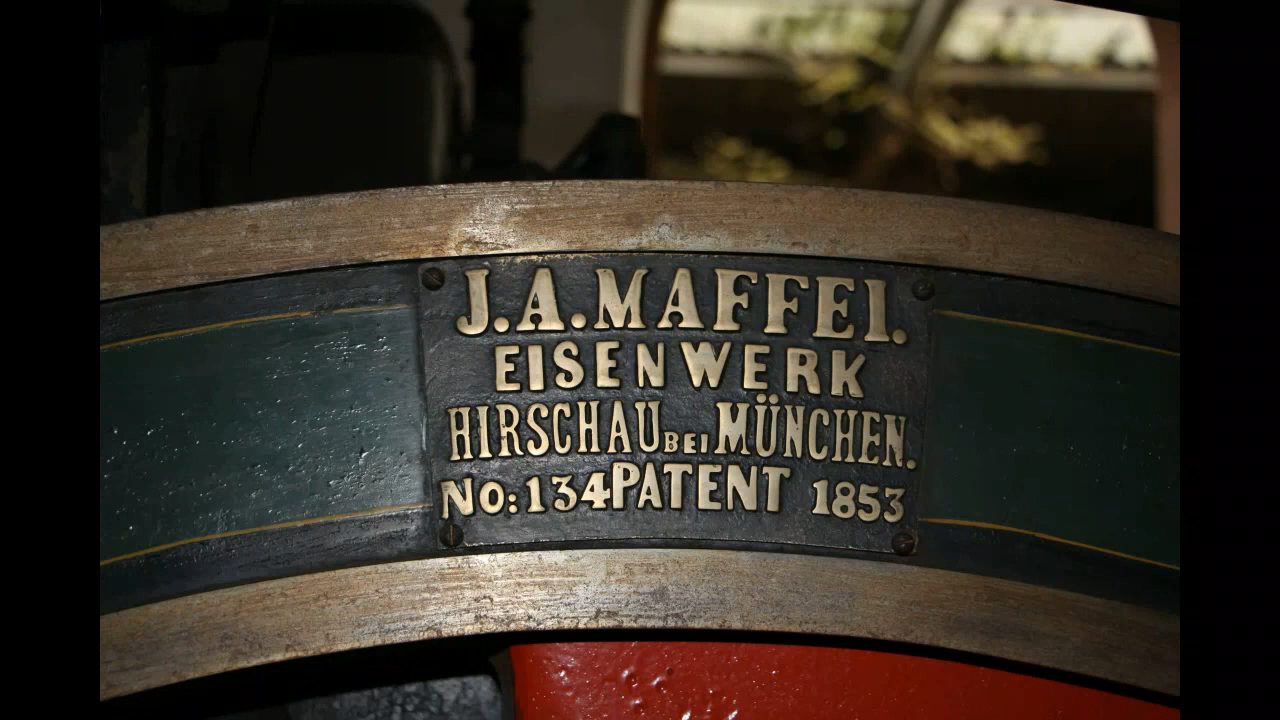 J.A.MAFFEI.
EISENWERK
HIRSCHAU BEI MÜNCHEN.
No:134 PATENT 1853